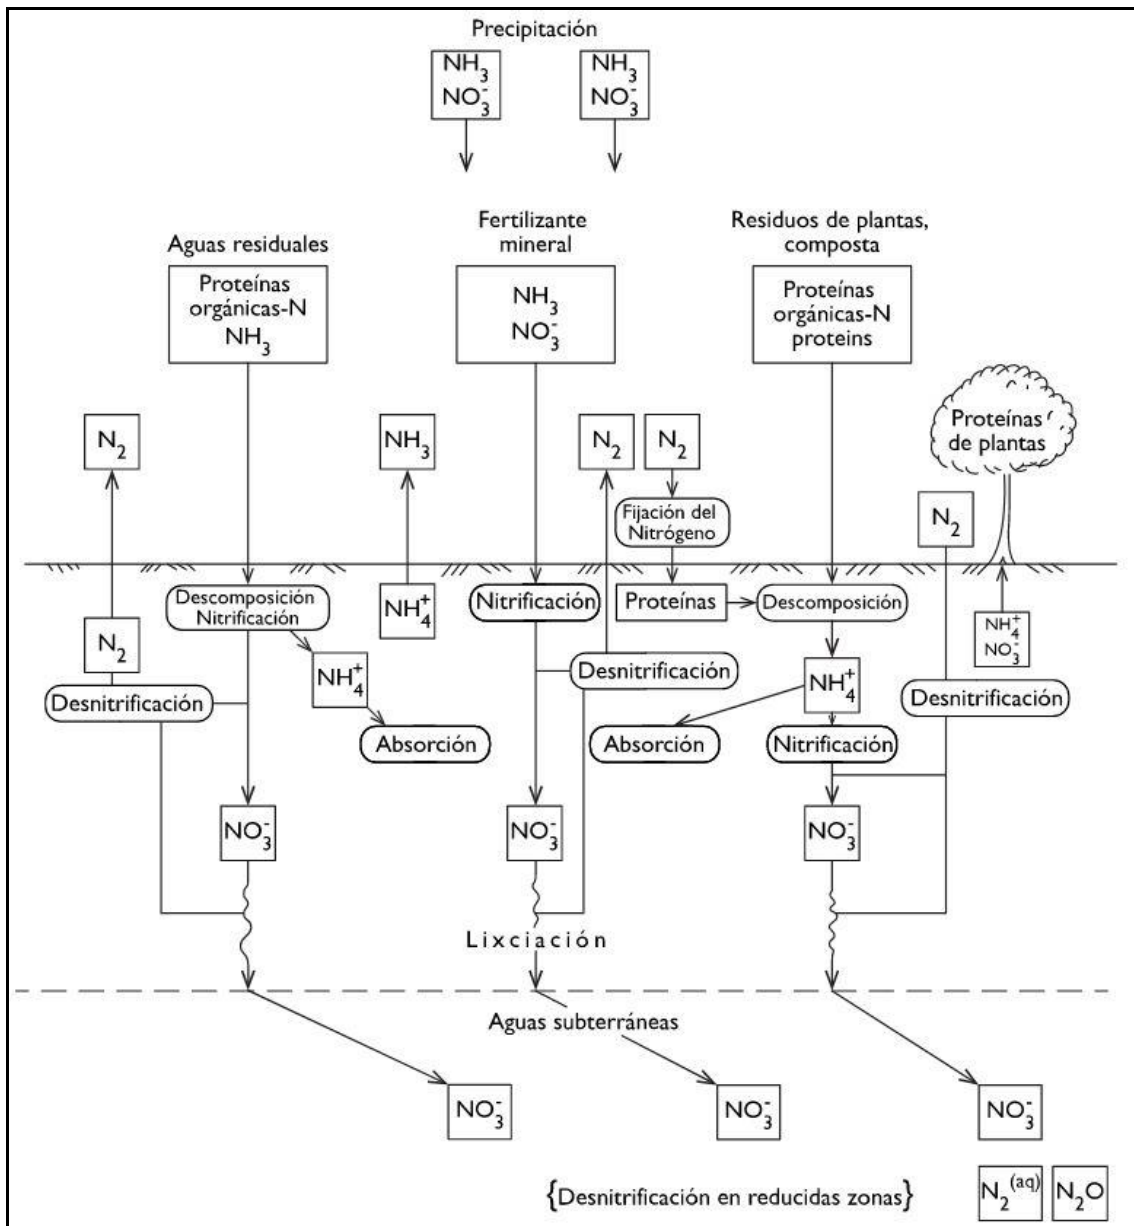 Precipitación
NH3
NO3-
NH3
NO3-
Aguas residuales
Proteínas
orgánicas-N
NH3
Fertilizante
mineral
NH3
NO3-
Residuos de plantas,
composta
Proteínas
orgánicas-N
proteins
N2
NH3
N2
N2
Proteínas
de plantas
Fijación del
Nitrógeno
N2
Descomposición
Nitrificación
NH4+
Nitrificación
Proteínas
Descomposición
NH4+
NO3-
N2
NH4+
Desnitrificación
NH4+
Desnitrificación
Desnitrificación
Absorción
Absorción
Nitrificación
NO3-
NO3-
NO3-
Lixciación
Aguas subterráneas
NO3-
NO3-
NO3-
{Desnitrificación en reducidas zonas}
N2(aq)
N2O